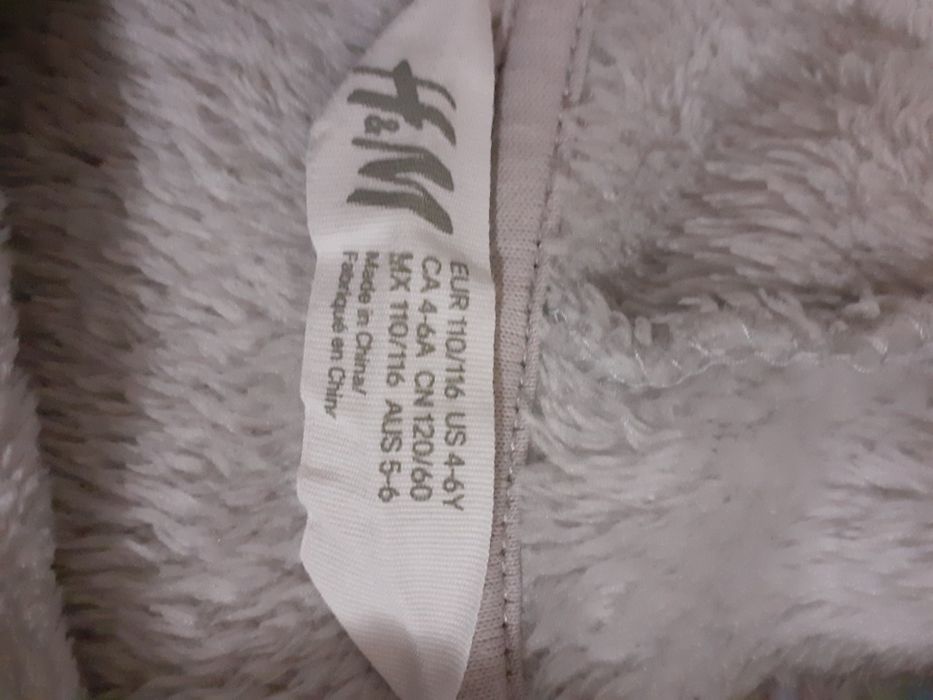 H&M
EUR 110/116 US 4-6Y
CA 4-6A CN 120/60
MX 110/116 AUS 5-6
Made in China/
Fabriqué en